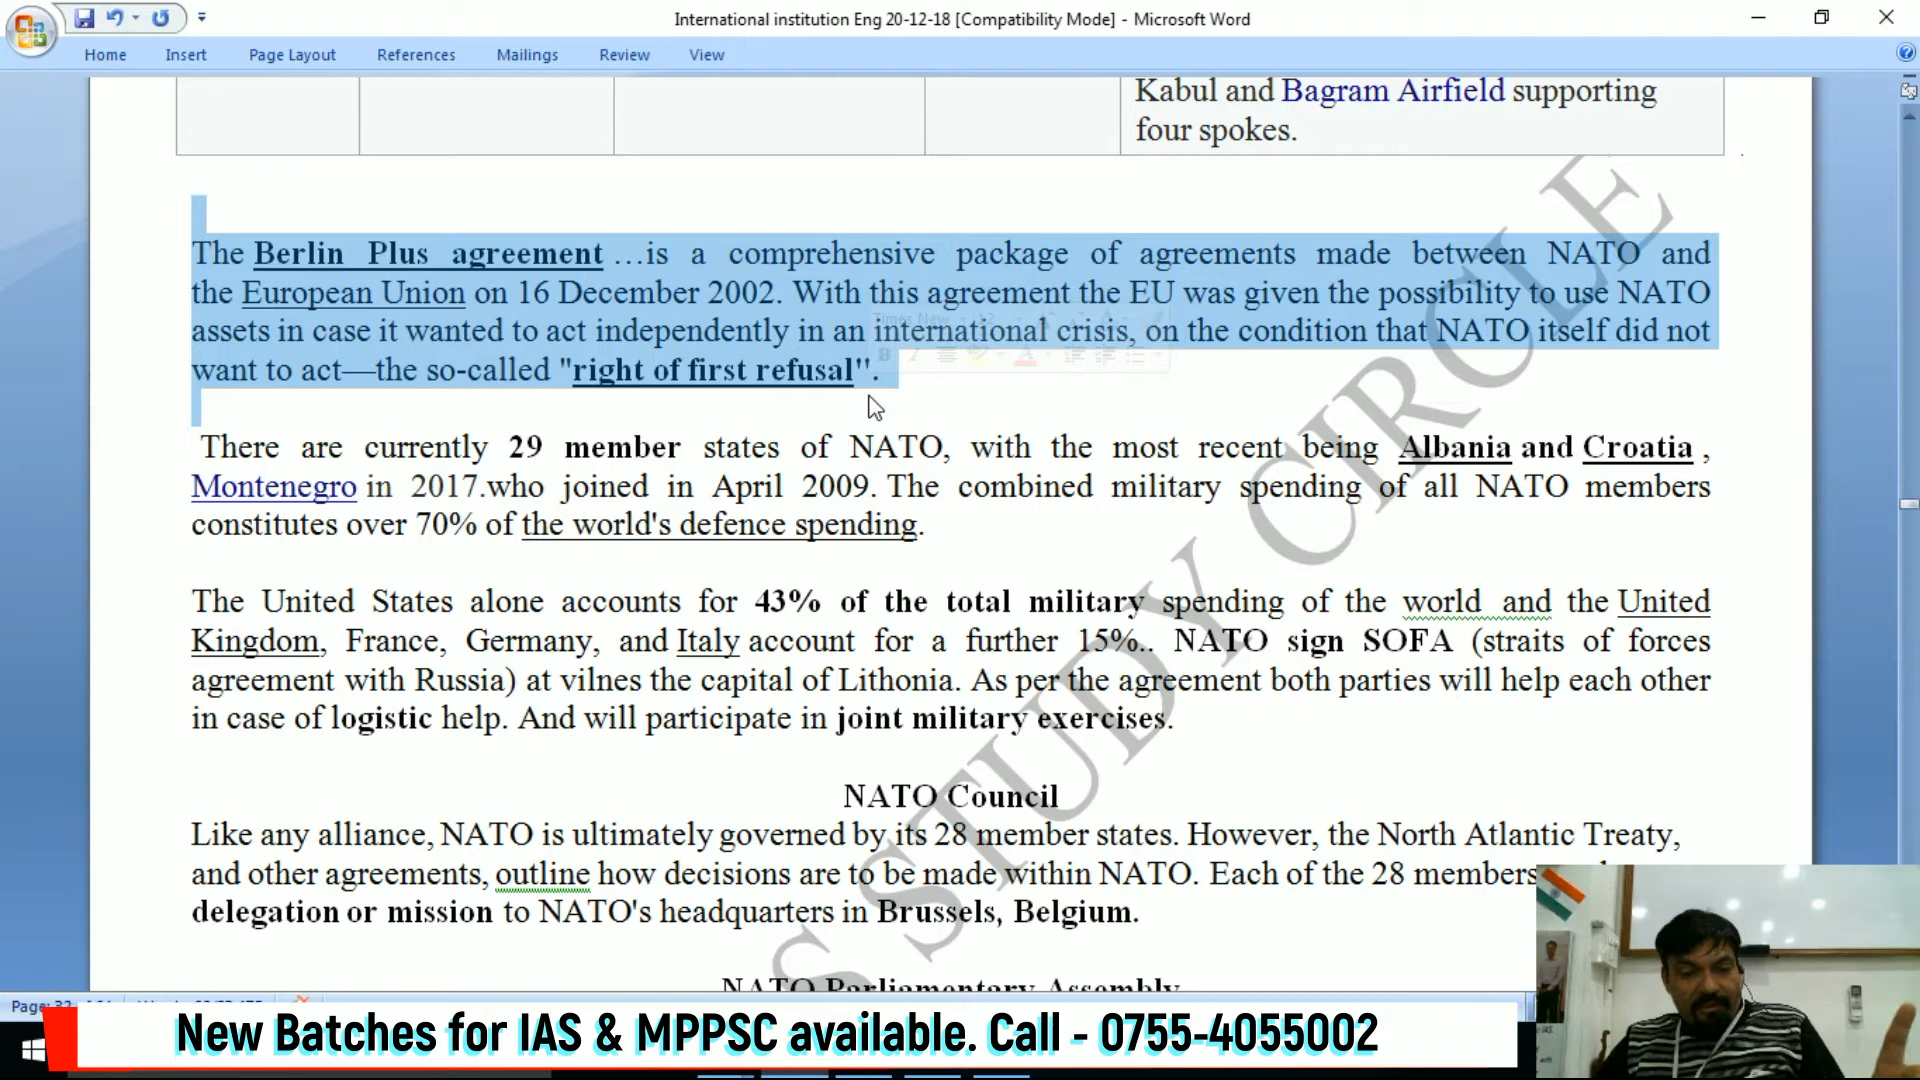 International institution Eng 20-12-18 [Compatibility Mode] - Microsoft Word
Home Insert Page Layout References Mailings Review View
Kabul and Bagram Airfield supporting
four spokes.
The Berlin Plus agreement …is a comprehensive package of agreements made between NATO and
the European Union on 16 December 2002. With this agreement the EU was given the possibility to use NATO
assets in case it wanted to act independently in an international crisis, on the condition that NATO itself did not
want to act—the so-called "right of first refusal".
There are currently 29 member states of NATO, with the most recent being Albania and Croatia ,
Montenegro in 2017.who joined in April 2009. The combined military spending of all NATO members
constitutes over 70% of the world's defence spending.
The United States alone accounts for 43% of the total military spending of the world and the United
Kingdom, France, Germany, and Italy account for a further 15%.. NATO sign SOFA (straits of forces
agreement with Russia) at vilnes the capital of Lithonia. As per the agreement both parties will help each other
in case of logistic help. And will participate in joint military exercises.
NATO Council
Like any alliance, NATO is ultimately governed by its 28 member states. However, the North Atlantic Treaty,
and other agreements, outline how decisions are to be made within NATO. Each of the 28 members
delegation or mission to NATO's headquarters in Brussels, Belgium.
NATO Parliamentary Assembly
S STUDY CIRCLE
New Batches for IAS & MPPSC available. Call - 0755-4055002